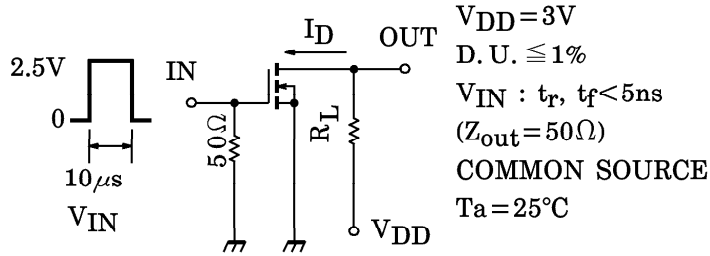 2.5V
0
10μs
VIN
IN
50Ω
ID
OUT
RL
VDD
VDD=3V
D. U.≦1%
VIN : tr, tf<5ns
(Zout=50Ω)
COMMON SOURCE
Ta=25℃